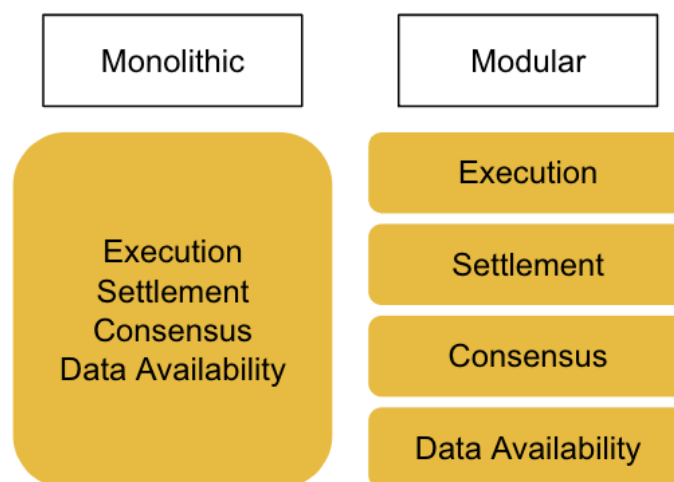 Monolithic
Execution
Settlement
Consensus
Data Availability
Modular
Execution
Settlement
Consensus
Data Availability